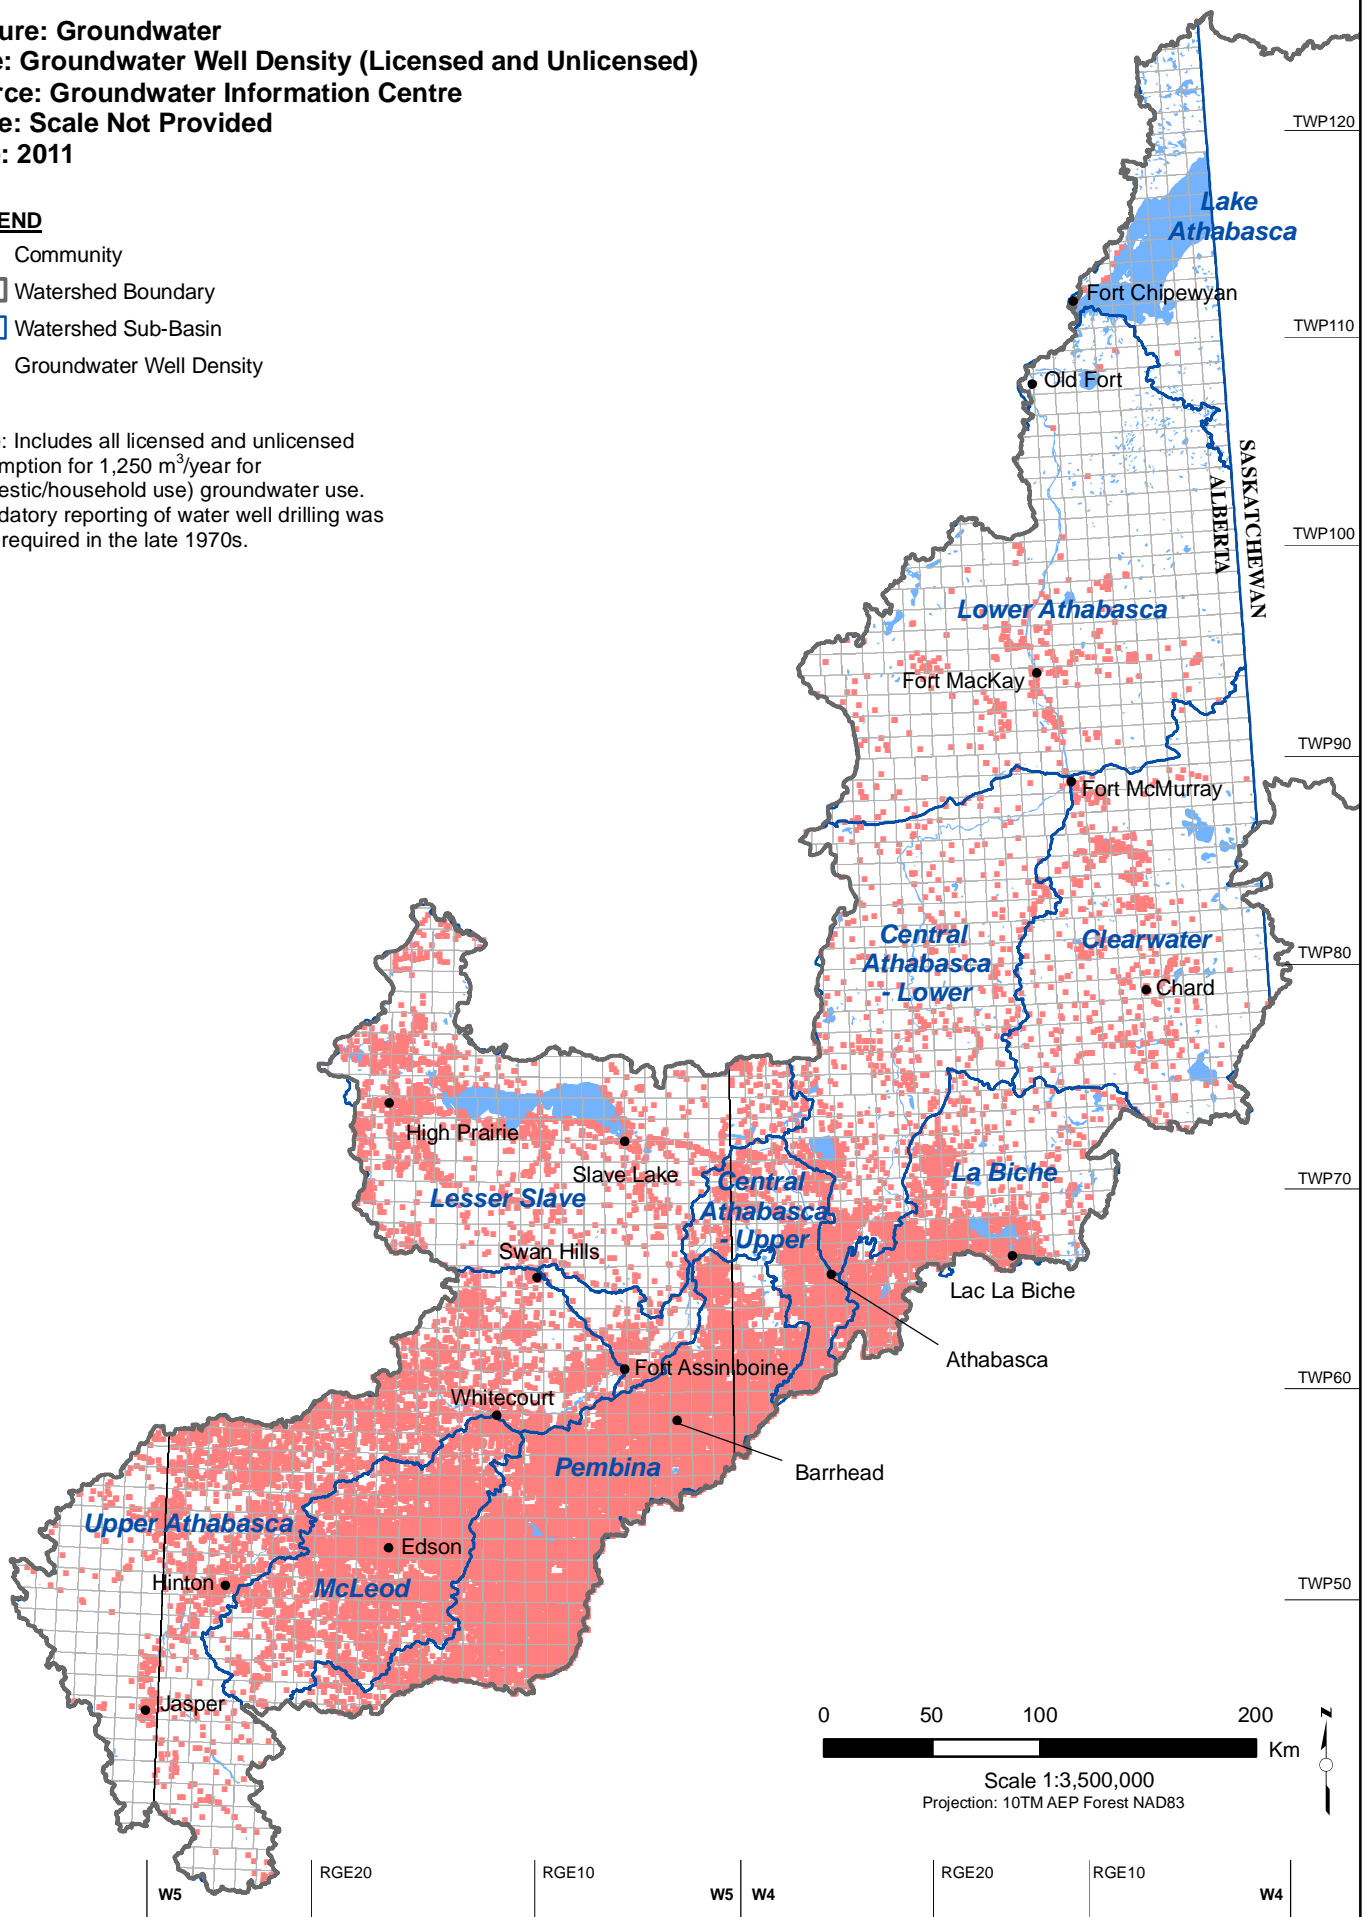 ure: Groundwater
e: Groundwater Well Density (Licensed and Unlicensed)
rce: Groundwater Information Centre
e: Scale Not Provided
: 2011
END
Community
Watershed Boundary
Watershed Sub-Basin
Groundwater Well Density
: Includes all licensed and unlicensed
mption for 1,250 m³/year for
estic/household use) groundwater use.
datory reporting of water well drilling was
required in the late 1970s.
TWP120
Lake
Athabasca
Fort Chipewyan
TWP110
Old Fort
SASKATCHEWAN
ALBERTA
TWP100
Lower Athabasca
Fort MacKay
TWP90
Fort McMurray
Central
Athabasca
- Lower
Clearwater
TWP80
Chard
High Prairie
Slave Lake
Lesser Slave
Central
Athabasca
- Upper
La Biche
TWP70
Swan Hills
Lac La Biche
Athabasca
Fort Assiniboine
TWP60
Whitecourt
Barrhead
Pembina
Upper Athabasca
Edson
Hinton
McLeod
TWP50
Jasper
0 50 100 200
Km
Scale 1:3,500,000
Projection: 10TM AEP Forest NAD83
N
W5
RGE20
RGE10
W5
W4
RGE20
RGE10
W4